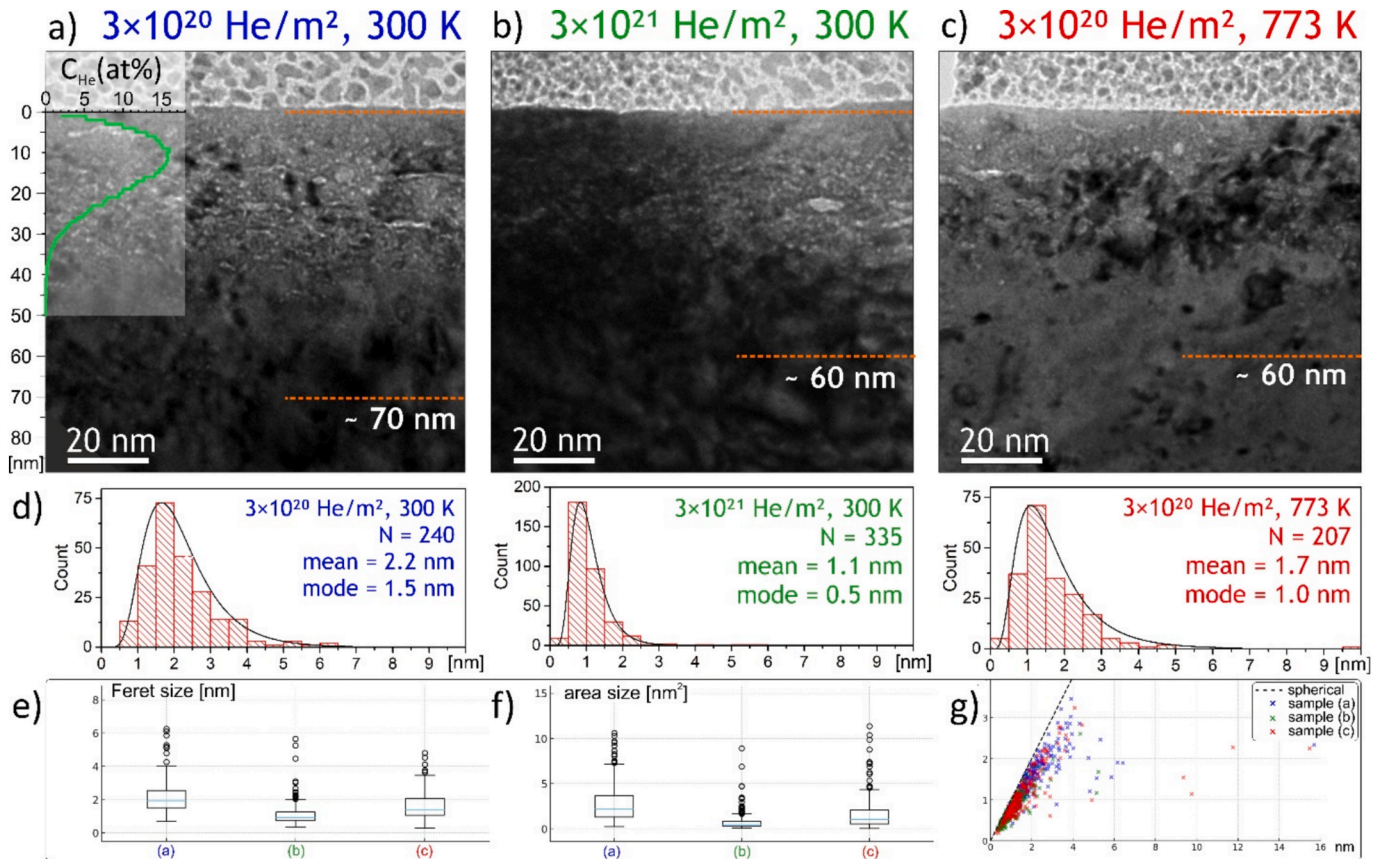 3×10²⁰ He/m², 300 K
3×10²¹ He/m², 300 K
3×10²⁰ He/m², 773 K
a)
b)
c)
C_He(at%)
0 5 10 15
0
10
20
30
40
50
60
70
80
[nm]
~ 70 nm
~ 60 nm
~ 60 nm
20 nm
20 nm
20 nm
d)
75
50
25
0
Count
3×10²⁰ He/m², 300 K
N = 240
mean = 2.2 nm
mode = 1.5 nm
0 1 2 3 4 5 6 7 8 9 [nm]
200
150
100
50
0
Count
3×10²¹ He/m², 300 K
N = 335
mean = 1.1 nm
mode = 0.5 nm
0 1 2 3 4 5 6 7 8 9 [nm]
75
50
25
0
Count
3×10²⁰ He/m², 773 K
N = 207
mean = 1.7 nm
mode = 1.0 nm
0 1 2 3 4 5 6 7 8 9 [nm]
e)
Feret size [nm]
8
6
4
2
0
(a) (b) (c)
f)
area size [nm²]
15
10
5
0
(a) (b) (c)
g)
spherical
sample (a)
sample (b)
sample (c)
3
2
1
0
0 2 4 6 8 10 12 14 16 nm